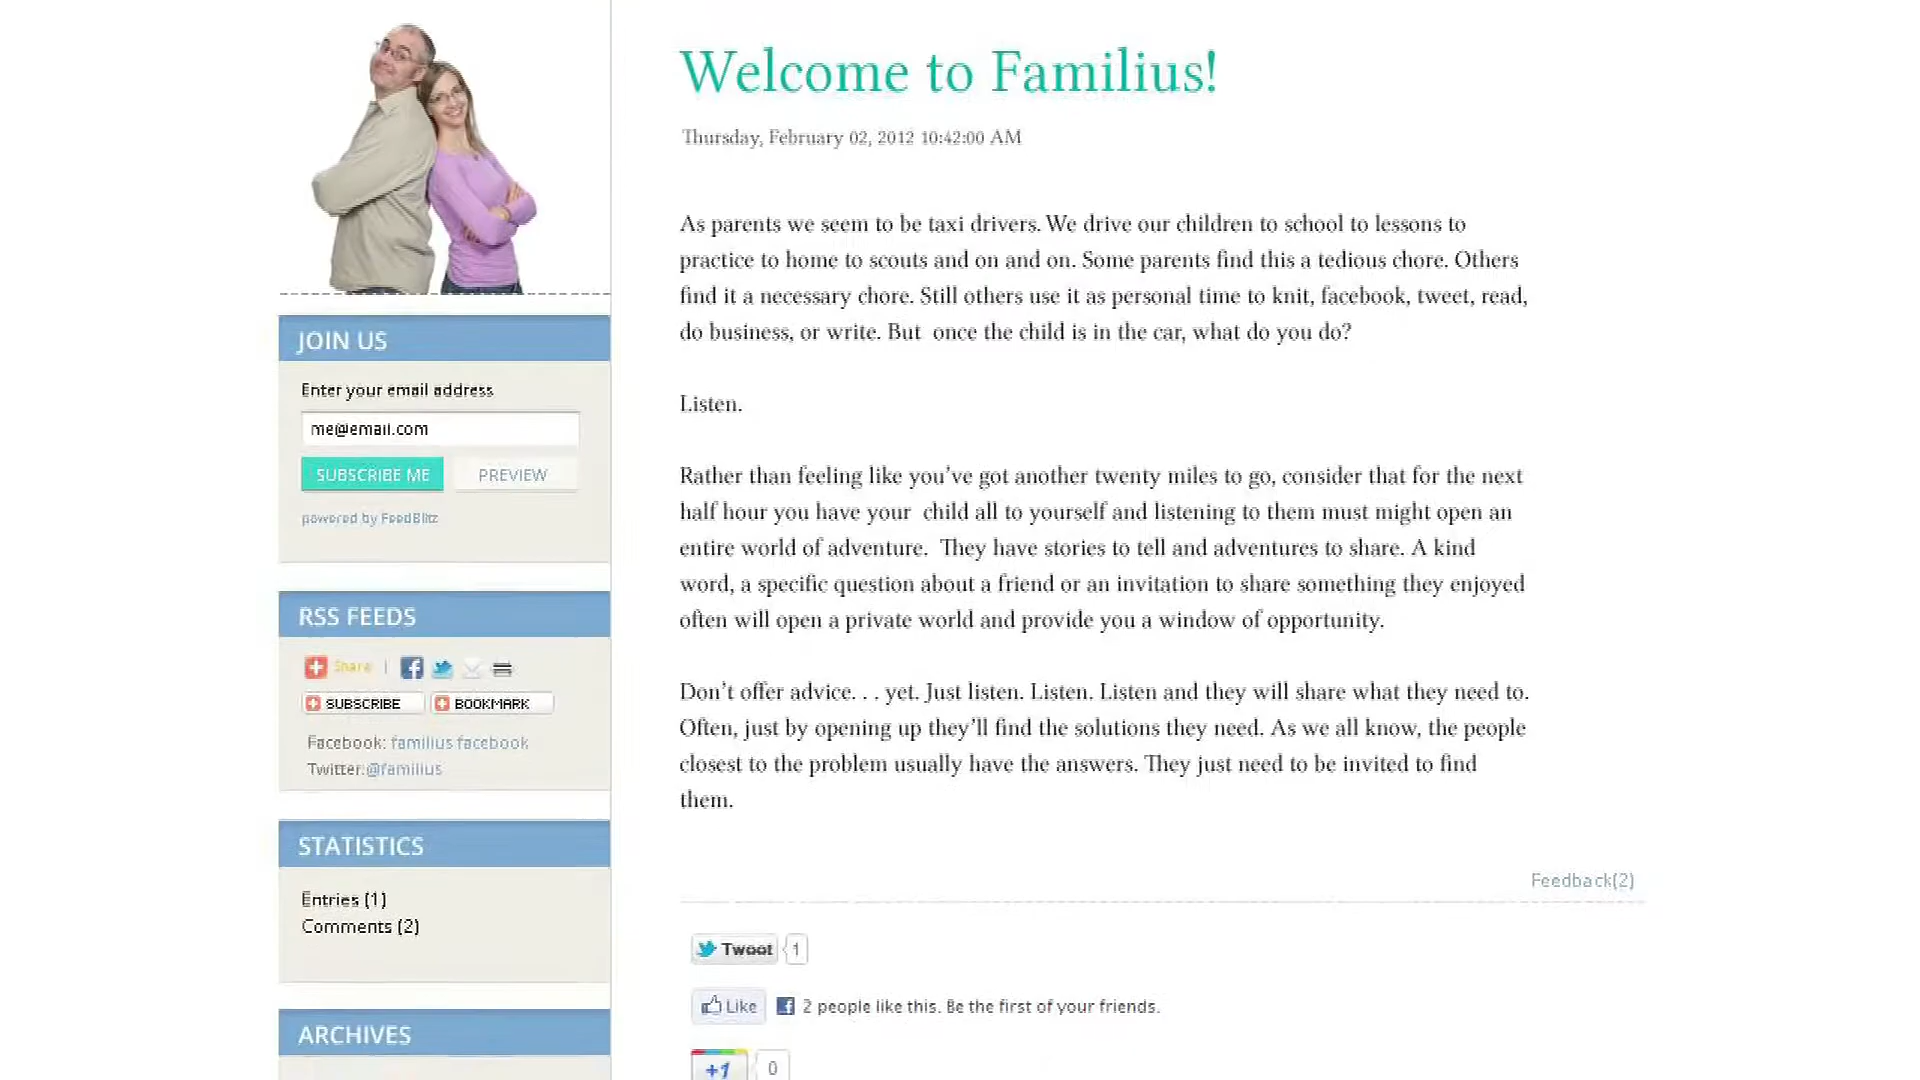 Welcome to Familius!
Thursday, February 02, 2012 10:42:00 AM
As parents we seem to be taxi drivers. We drive our children to school to lessons to
practice to home to scouts and on and on. Some parents find this a tedious chore. Others
find it a necessary chore. Still others use it as personal time to knit, facebook, tweet, read,
do business, or write. But once the child is in the car, what do you do?
Listen.
Rather than feeling like you've got another twenty miles to go, consider that for the next
half hour you have your child all to yourself and listening to them must might open an
entire world of adventure. They have stories to tell and adventures to share. A kind
word, a specific question about a friend or an invitation to share something they enjoyed
often will open a private world and provide you a window of opportunity.
Don't offer advice. . . yet. Just listen. Listen. Listen and they will share what they need to.
Often, just by opening up they'll find the solutions they need. As we all know, the people
closest to the problem usually have the answers. They just need to be invited to find
them.
Feedback(2)
Tweet 1
Like 2 people like this. Be the first of your friends.
+1 0
JOIN US
Enter your email address
me@email.com
SUBSCRIBE ME PREVIEW
powered by FeedBlitz
RSS FEEDS
Share |
SUBSCRIBE BOOKMARK
Facebook: familius facebook
Twitter:@familius
STATISTICS
Entries (1)
Comments (2)
ARCHIVES